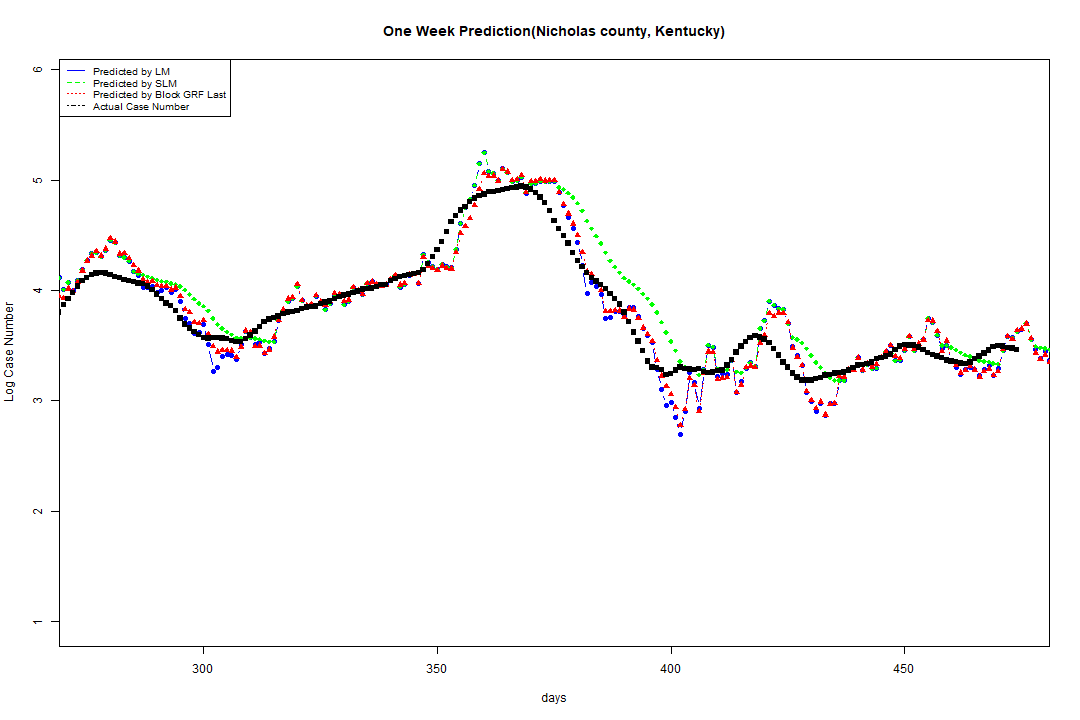 One Week Prediction(Nicholas county, Kentucky)
Predicted by LM
Predicted by SLM
Predicted by Block GRF Last
Actual Case Number
Log Case Number
6
5
4
3
2
1
300 350 400 450
days